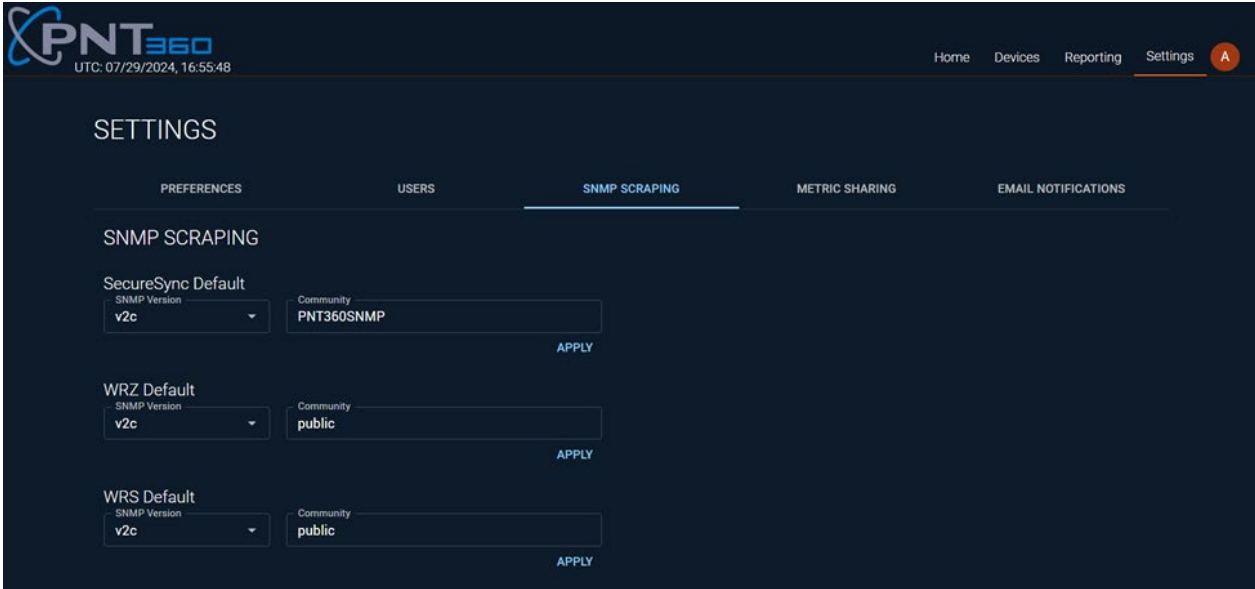 PNT360
UTC: 07/29/2024, 16:55:48
Home Devices Reporting Settings A
SETTINGS
PREFERENCES USERS SNMP SCRAPING METRIC SHARING EMAIL NOTIFICATIONS
SNMP SCRAPING
SecureSync Default
SNMP Version Community
v2c PNT360SNMP
APPLY
WRZ Default
SNMP Version Community
v2c public
APPLY
WRS Default
SNMP Version Community
v2c public
APPLY